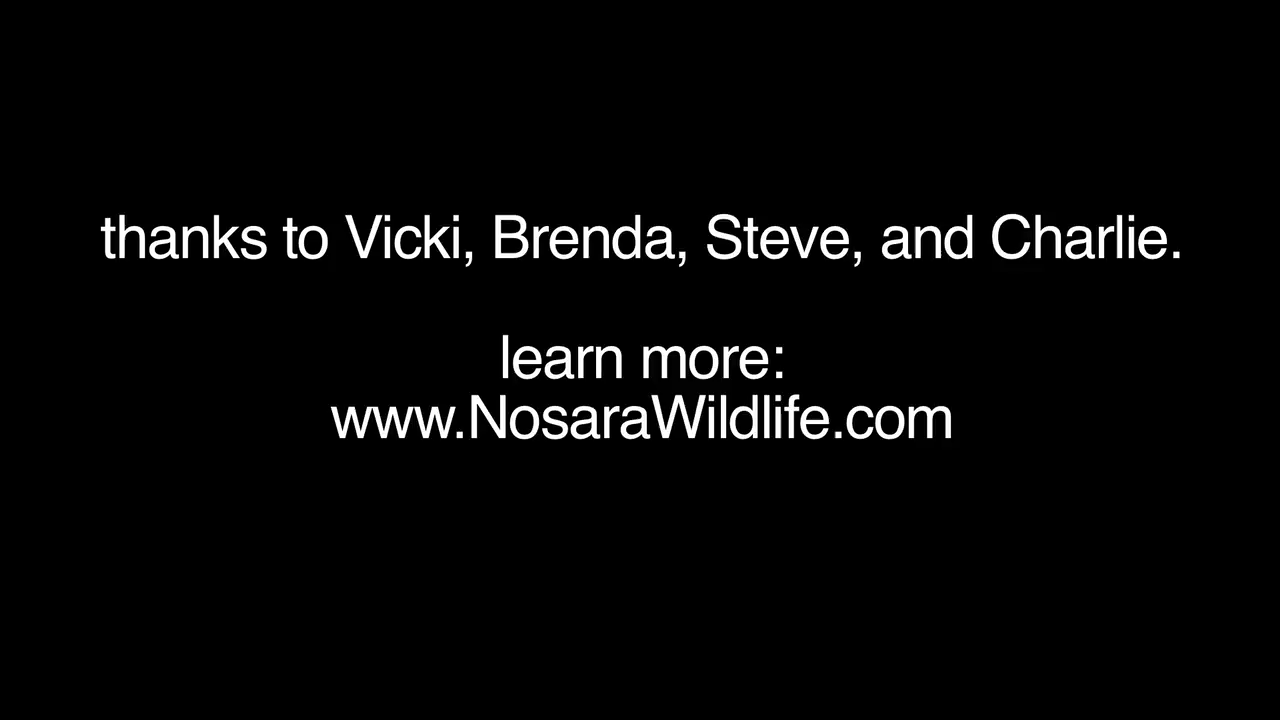 thanks to Vicki, Brenda, Steve, and Charlie.
learn more:
www.NosaraWildlife.com